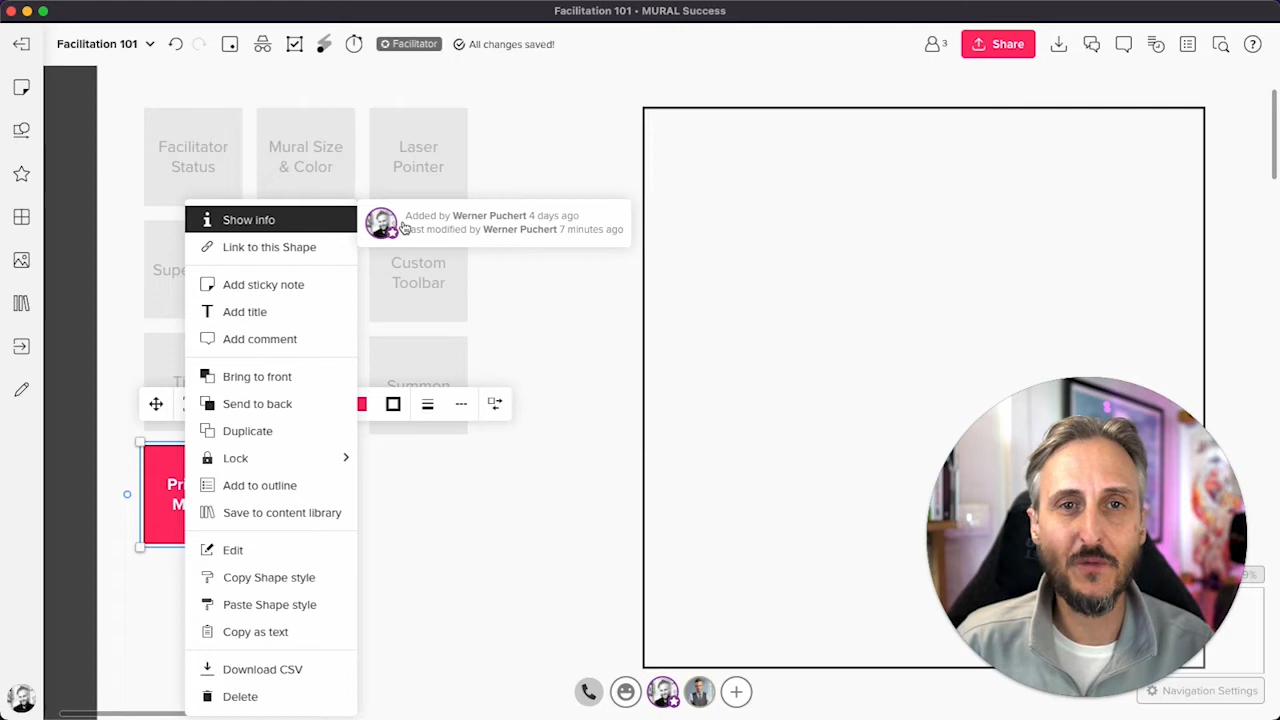 Facilitation 101 • MURAL Success
Facilitation 101
Facilitator
All changes saved!
3
Share
Facilitator
Status
Mural Size
& Color
Laser
Pointer
Show info
Added by Werner Puchert 4 days ago
Last modified by Werner Puchert 7 minutes ago
Link to this Shape
Custom
Toolbar
Add sticky note
Add title
Add comment
Bring to front
Summon
Send to back
Duplicate
Lock
Add to outline
Save to content library
Edit
Copy Shape style
9%
Paste Shape style
Copy as text
Download CSV
Delete
Navigation Settings